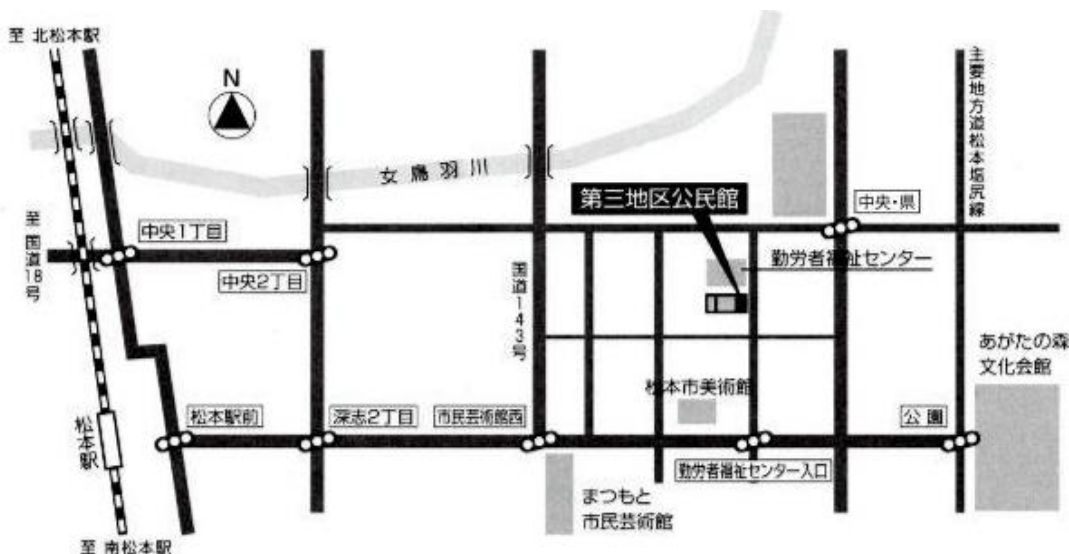 至 北松本駅
N
女鳥羽川
主要地方道松本塩尻線
第三地区公民館
中央・県
至 国道18号
中央1丁目
中央2丁目
国道143号
勤労者福祉センター
あがたの森
文化会館
松本市美術館
松本駅
松本駅前
深志2丁目
市民芸術館西
公園
勤労者福祉センター入口
まつもと
市民芸術館
至 南松本駅